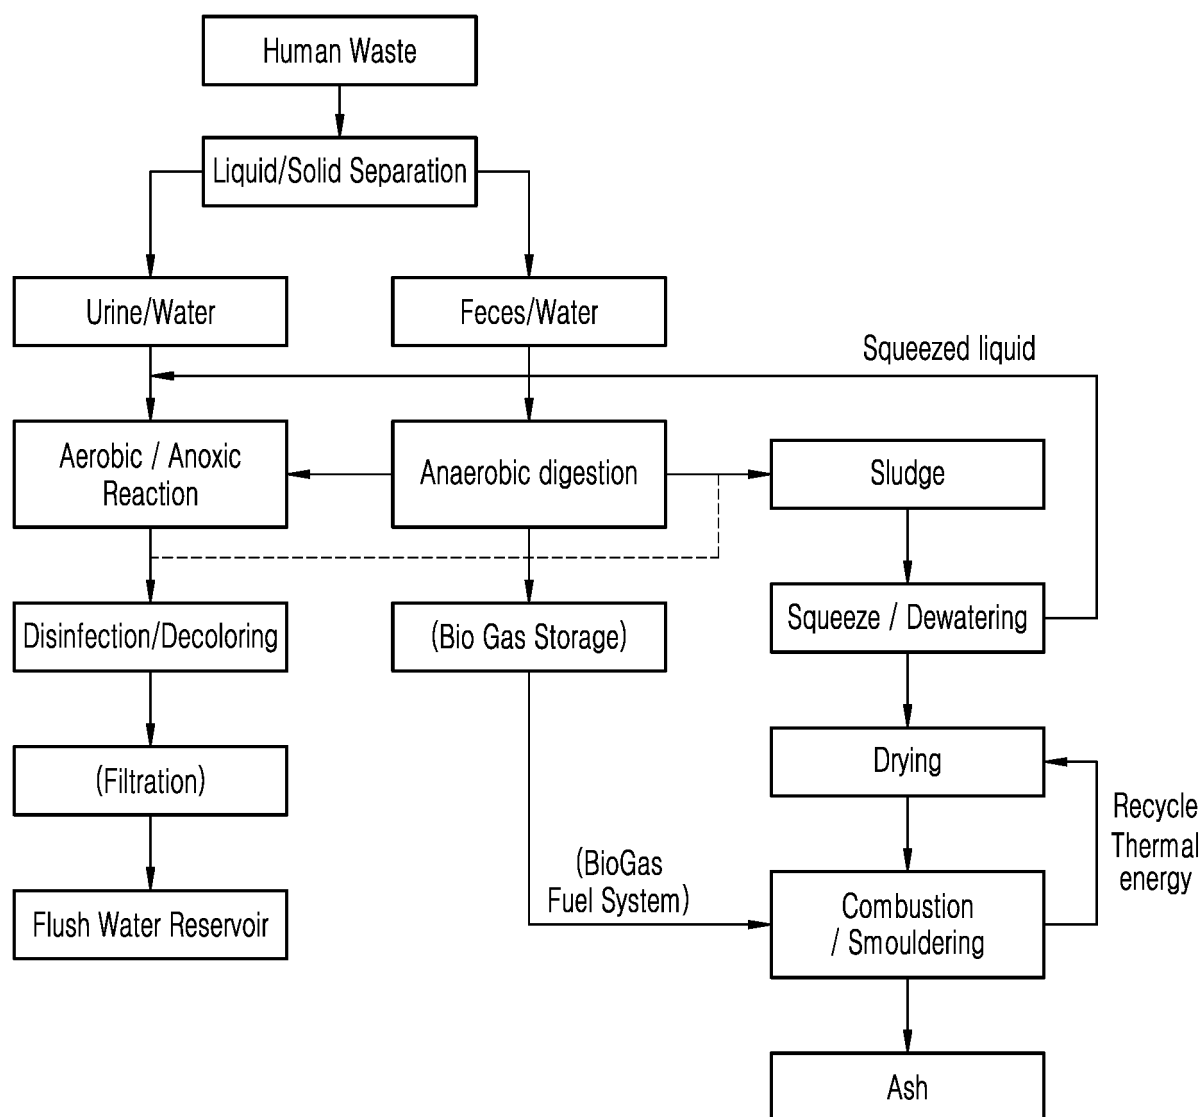 Human Waste
Liquid/Solid Separation
Urine/Water
Feces/Water
Squeezed liquid
Aerobic / Anoxic
Reaction
Anaerobic digestion
Sludge
Disinfection/Decoloring
(Bio Gas Storage)
Squeeze / Dewatering
(Filtration)
Drying
Recycle
Thermal
energy
(BioGas
Fuel System)
Flush Water Reservoir
Combustion
/ Smouldering
Ash